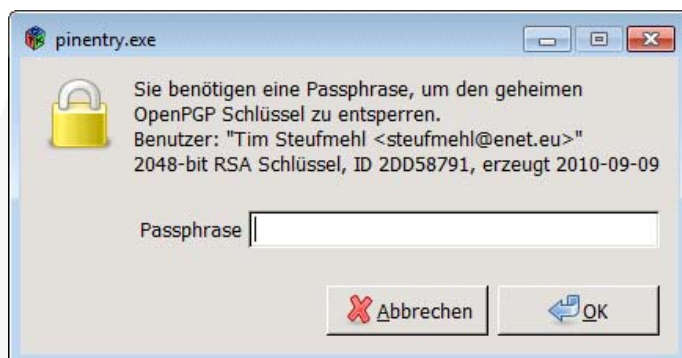 pinentry.exe
Sie benötigen eine Passphrase, um den geheimen
OpenPGP Schlüssel zu entsperren.
Benutzer: "Tim Steufmehl <steufmehl@enet.eu>"
2048-bit RSA Schlüssel, ID 2DD58791, erzeugt 2010-09-09
Passphrase
Abbrechen
OK